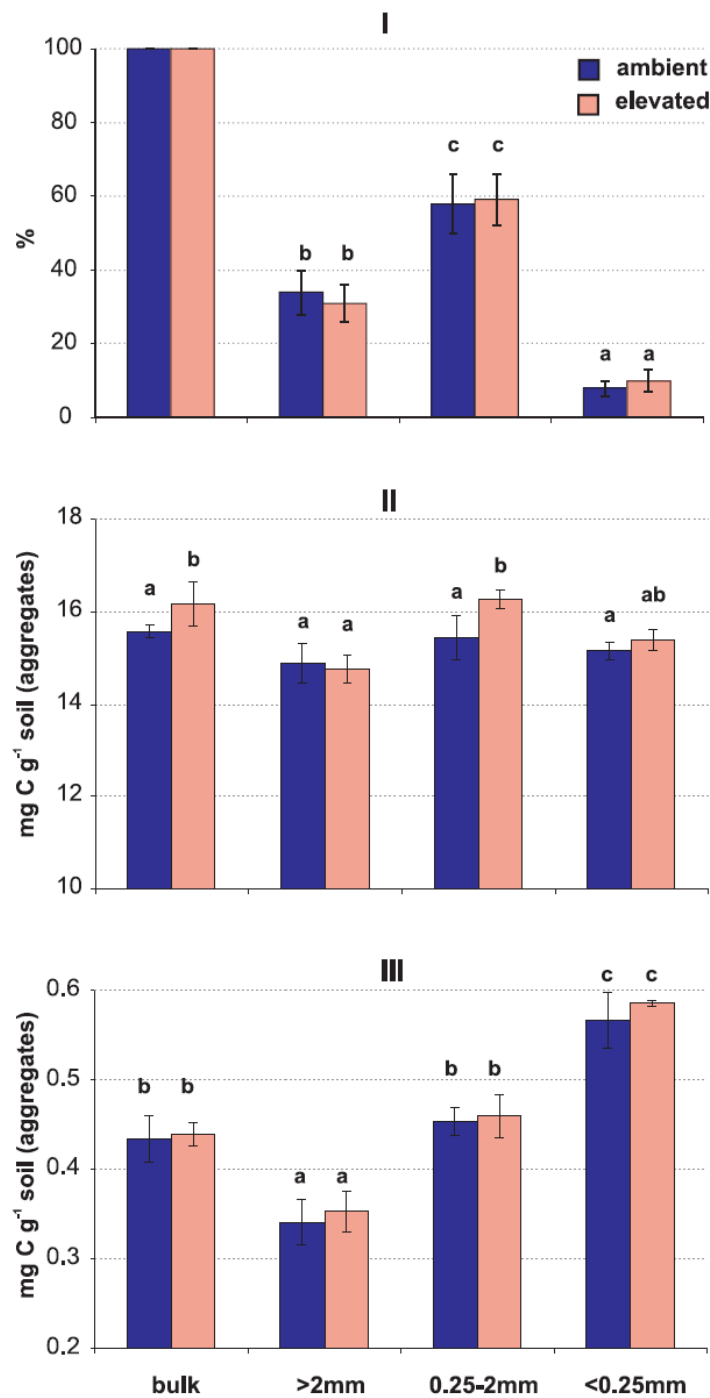 I
100
80
60
40
20
0
%
ambient
elevated
b b
c c
a a
II
18
16
14
12
10
mg C g⁻¹ soil (aggregates)
a b
a a
a b
a ab
III
0.6
0.5
0.4
0.3
0.2
mg C g⁻¹ soil (aggregates)
b b
a a
b b
c c
bulk >2mm 0.25-2mm <0.25mm